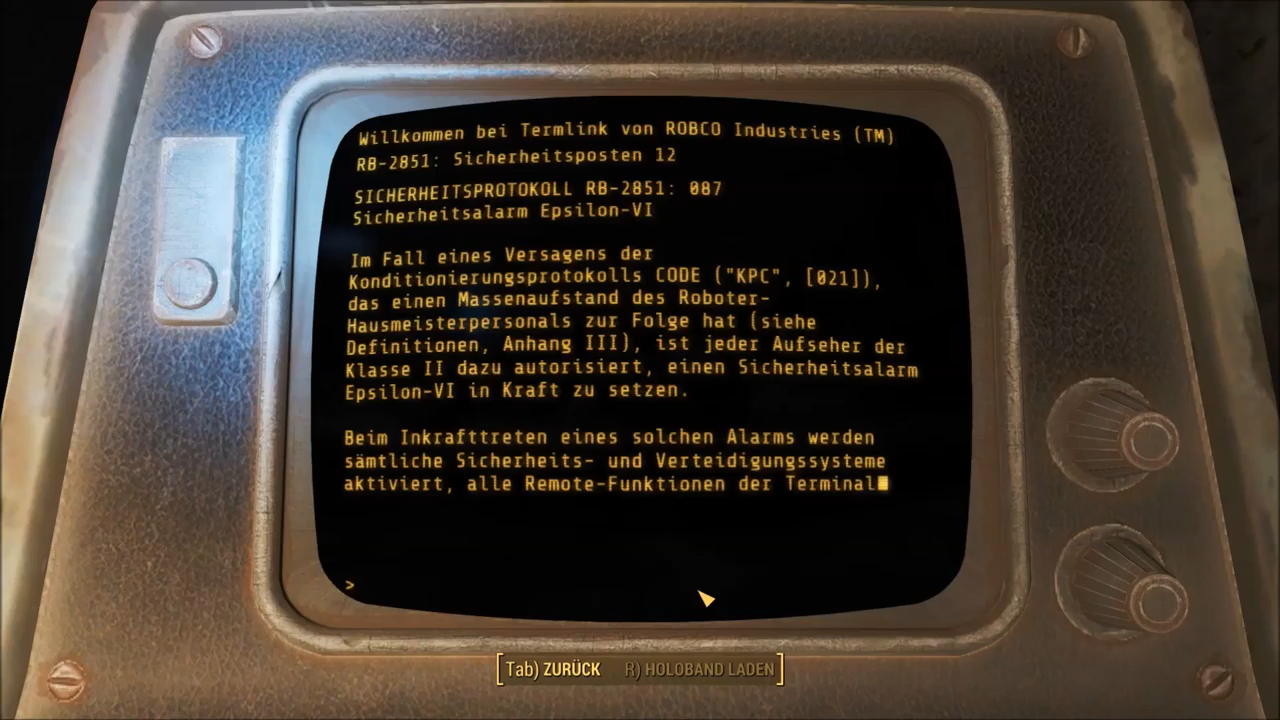 Willkommen bei Termlink von ROBCO Industries (TM)
RB-2851: Sicherheitsposten 12
SICHERHEITSPROTOKOLL RB-2851: 087
Sicherheitsalarm Epsilon-VI
Im Fall eines Versagens der
Konditionierungsprotokolls CODE ("KPC", [021]),
das einen Massenaufstand des Roboter-
Hausmeisterpersonals zur Folge hat (siehe
Definitionen, Anhang III), ist jeder Aufseher der
Klasse II dazu autorisiert, einen Sicherheitsalarm
Epsilon-VI in Kraft zu setzen.
Beim Inkrafttreten eines solchen Alarms werden
sämtliche Sicherheits- und Verteidigungssysteme
aktiviert, alle Remote-Funktionen der Terminal
>
Tab) ZURÜCK R) HOLOBAND LADEN